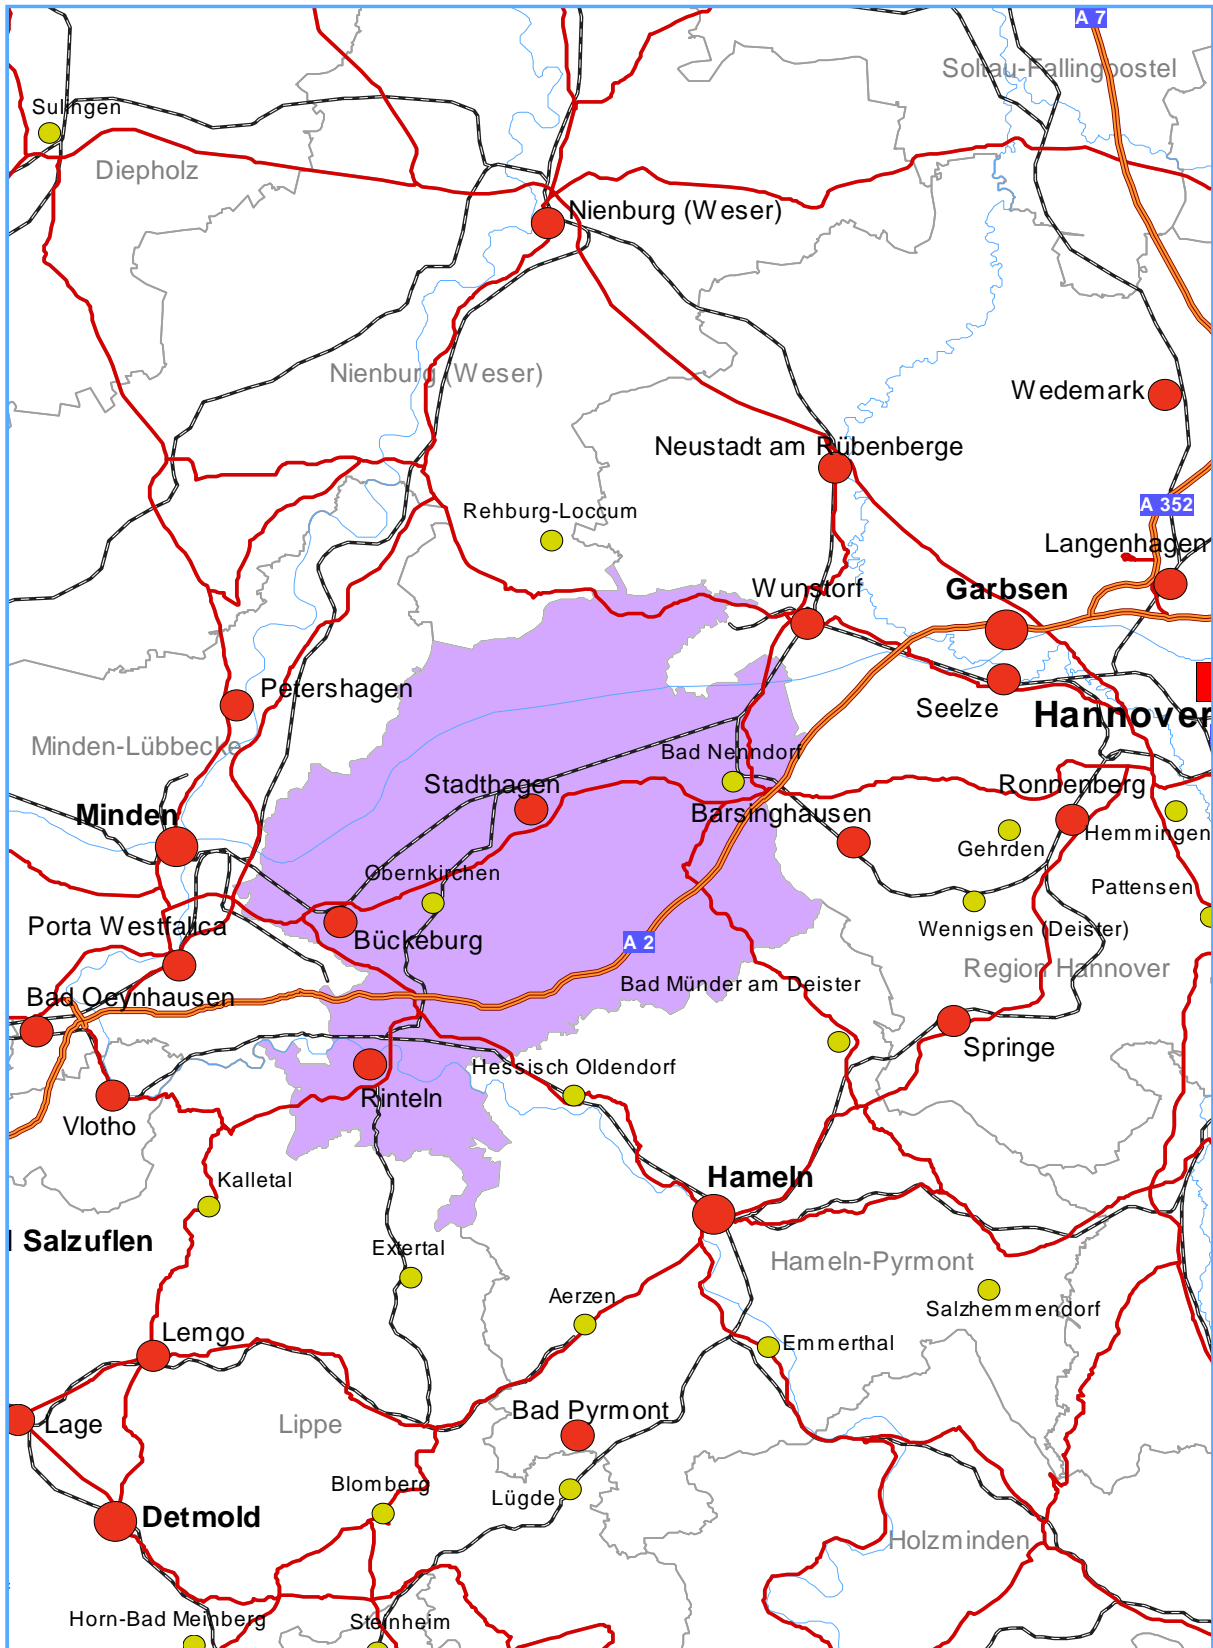 A 7
Soltau-Fallingbostel
Sulingen
Diepholz
Nienburg (Weser)
Nienburg (Weser)
Wedemark
Neustadt am Rübenberge
A 352
Rehburg-Loccum
Langenhagen
Wunstorf
Garbsen
Petershagen
Seelze
Hannover
Minden-Lübbecke
Bad Nenndorf
Stadthagen
Ronnenberg
Minden
Barsinghausen
Hemmingen
Gehrden
Obernkirchen
Pattensen
Porta Westfalica
Wennigsen (Deister)
Bückeburg
A 2
Region Hannover
Bad Münder am Deister
Bad Oeynhausen
Springe
Hessisch Oldendorf
Rinteln
Vlotho
Kalletal
Hameln
Salzuflen
Extertal
Hameln-Pyrmont
Aerzen
Salzhemmendorf
Lemgo
Emmerthal
Bad Pyrmont
Lage
Lippe
Blomberg
Lügde
Detmold
Holzminden
Horn-Bad Meinberg
Steinheim